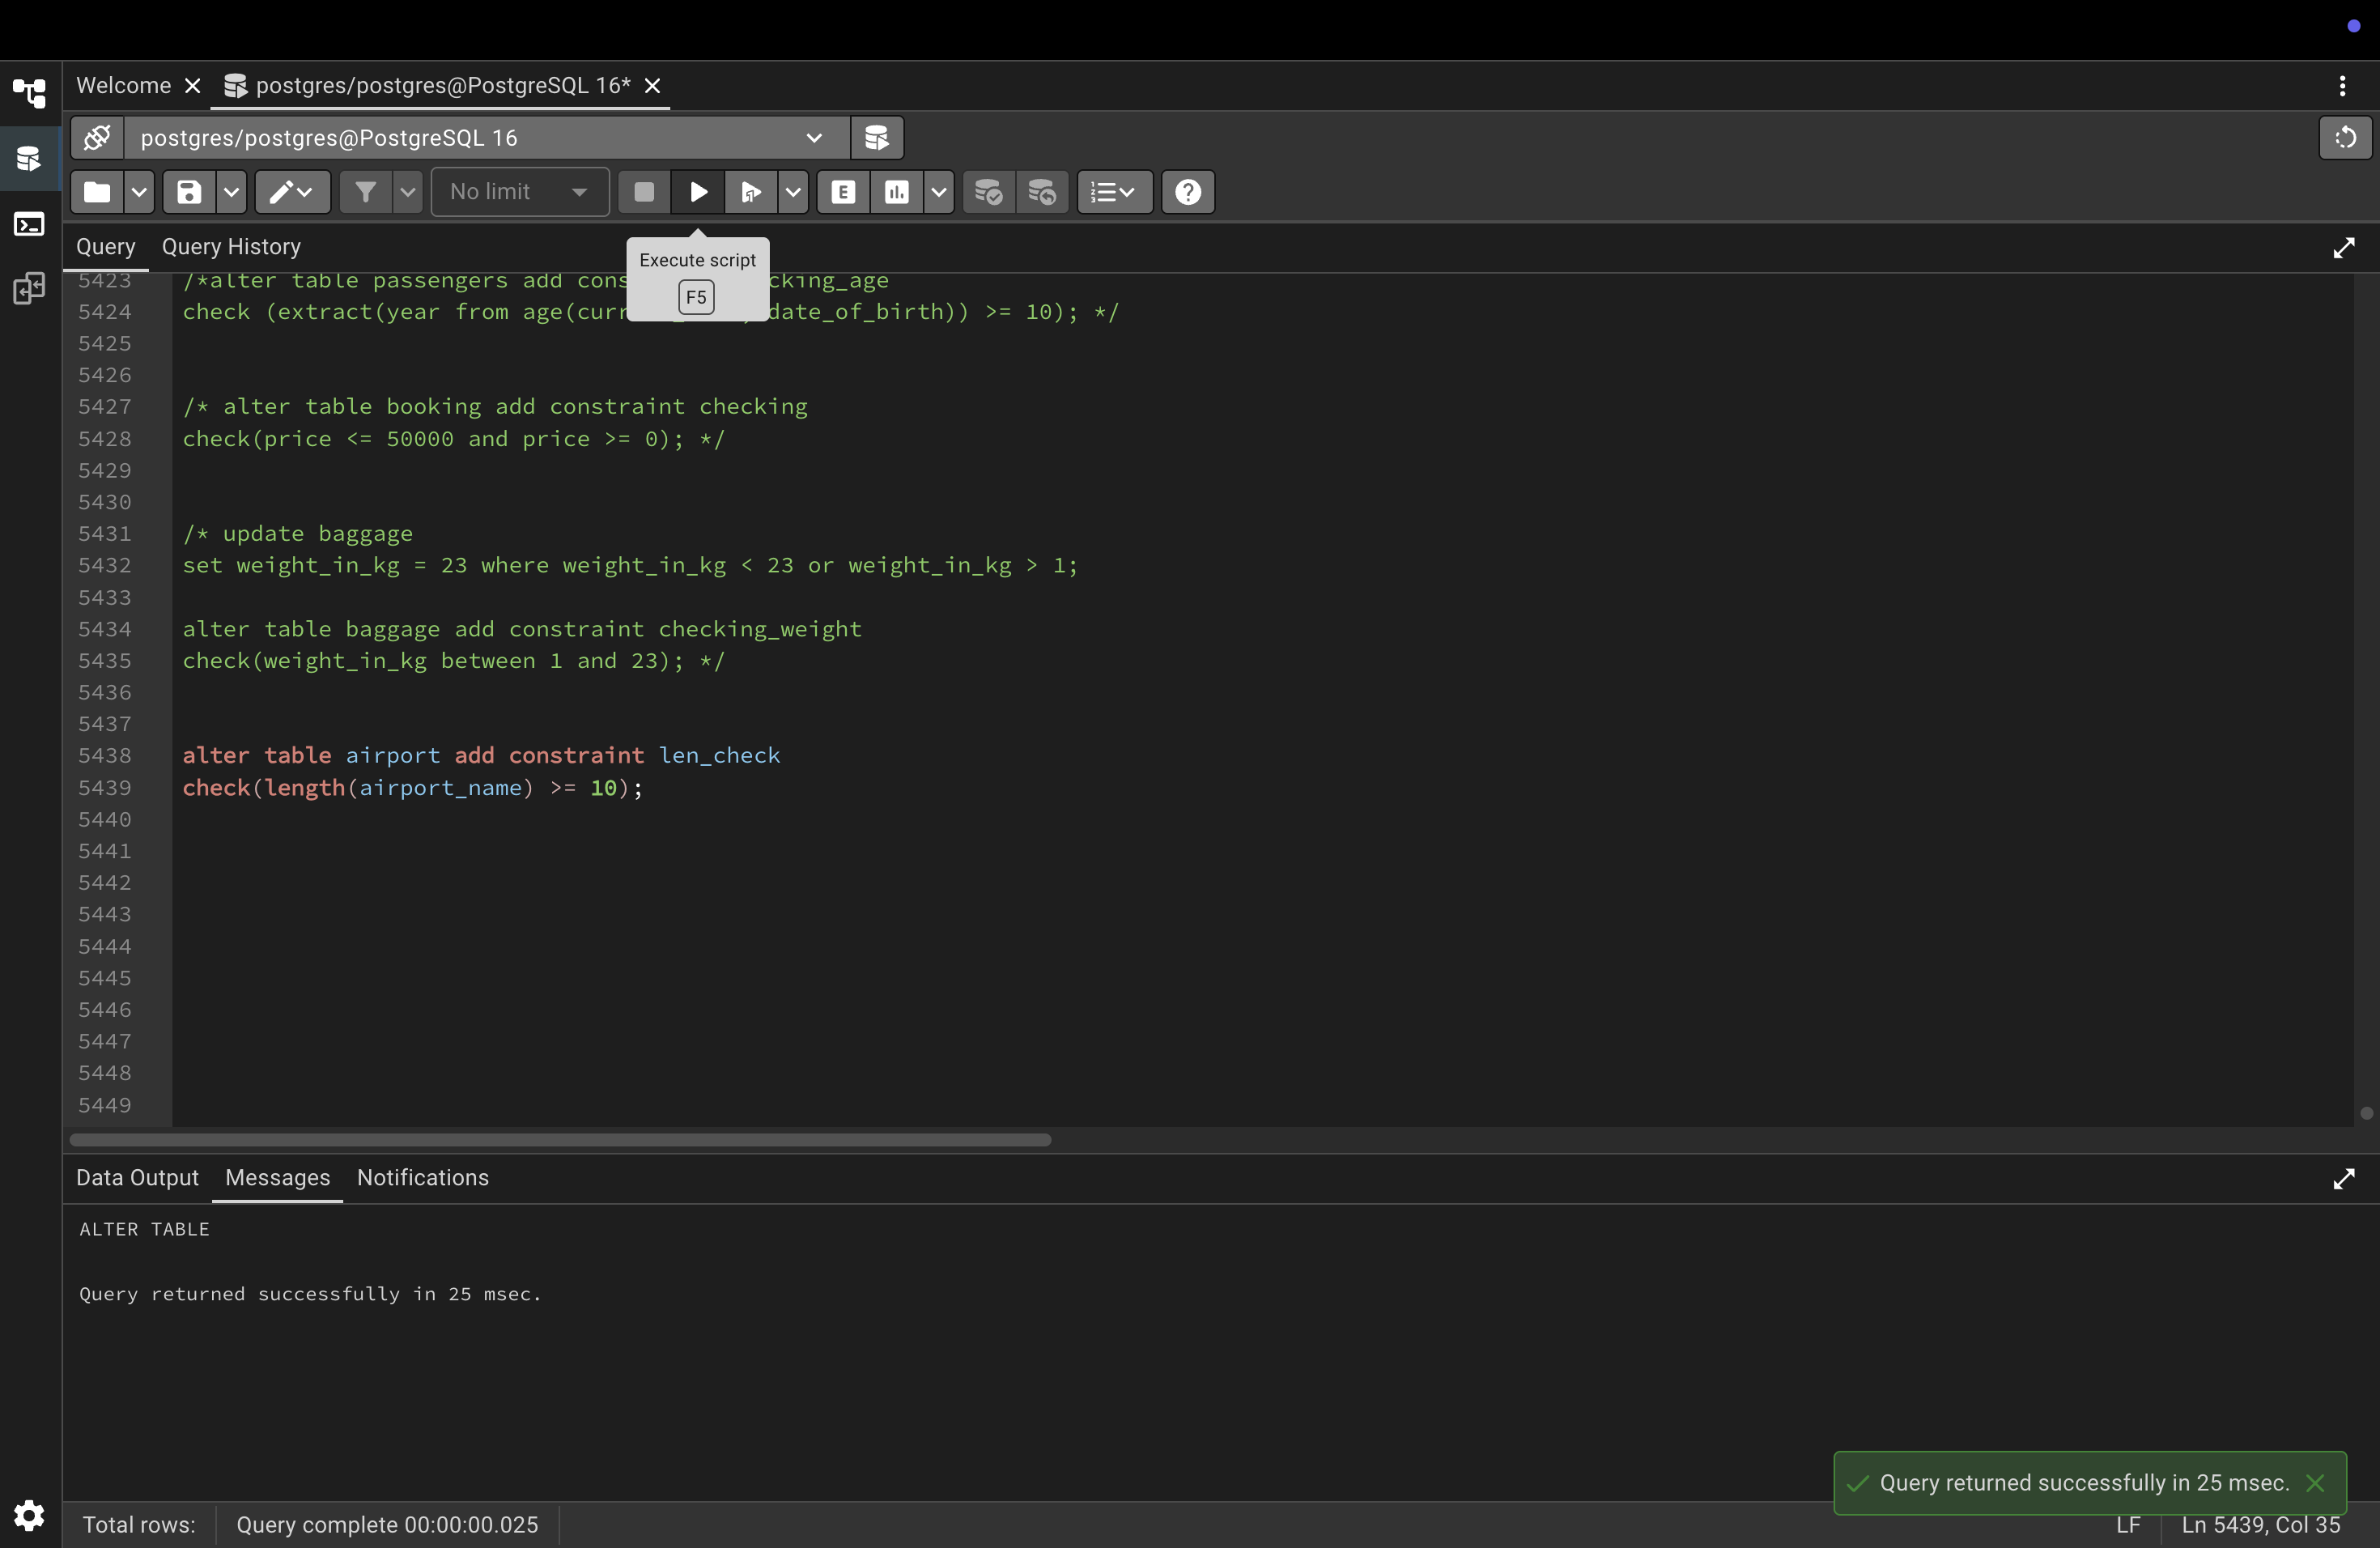 Welcome
postgres/postgres@PostgreSQL 16*
postgres/postgres@PostgreSQL 16
No limit
E
Query Query History
Execute script
F5
5423 /*alter table passengers add cons cking_age
5424 check (extract(year from age(curr date_of_birth)) >= 10); */
5425
5426
5427 /* alter table booking add constraint checking
5428 check(price <= 50000 and price >= 0); */
5429
5430
5431 /* update baggage
5432 set weight_in_kg = 23 where weight_in_kg < 23 or weight_in_kg > 1;
5433
5434 alter table baggage add constraint checking_weight
5435 check(weight_in_kg between 1 and 23); */
5436
5437
5438 alter table airport add constraint len_check
5439 check(length(airport_name) >= 10);
5440
5441
5442
5443
5444
5445
5446
5447
5448
5449
Data Output Messages Notifications
ALTER TABLE
Query returned successfully in 25 msec.
Query returned successfully in 25 msec.
Total rows: Query complete 00:00:00.025 LF Ln 5439, Col 35